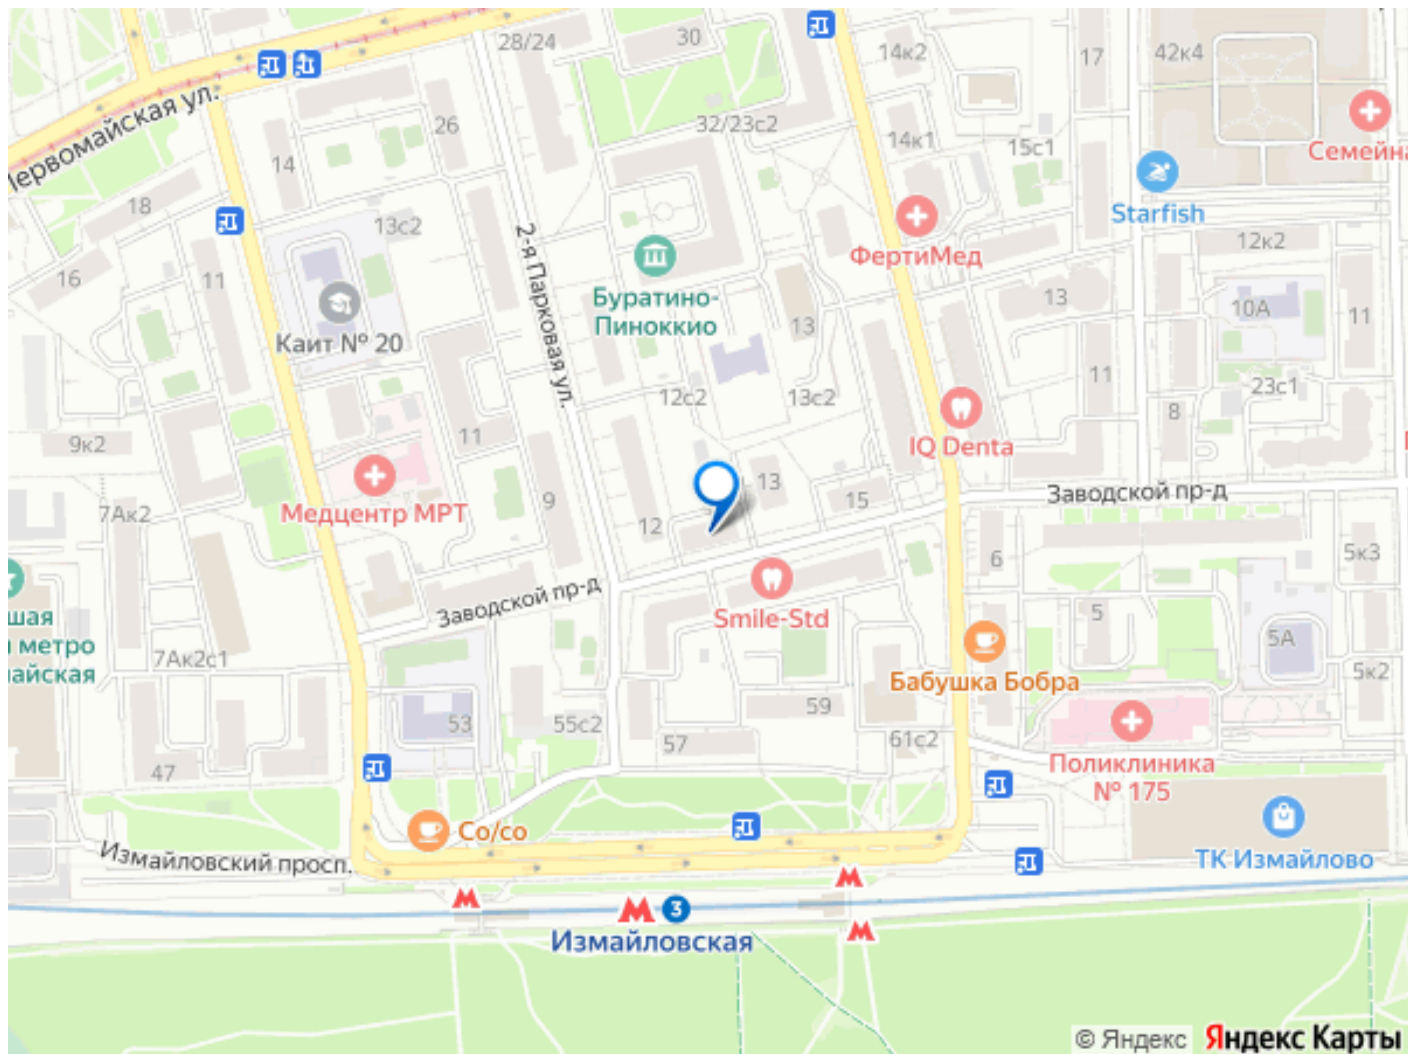 28/24
30
14к2
17
42к4
Первомайская ул.
26
32/23с2
14к1
15с1
14
Семейна
18
13с2
2-я Парковая ул.
Starfish
ФертиМед
12к2
16
11
Буратино-
Пиноккио
13
13
10А
11
Каит № 20
12с2
13с2
11
23с1
8
9к2
11
IQ Denta
13
15
Заводской пр-д
Медцентр МРТ
9
12
7Ак2
6
5к3
Заводской пр-д
Smile-Std
5
шая
метро
айская
5А
7Ак2с1
Бабушка Бобра
5к2
53
55с2
59
57
61с2
47
Поликлиника
№ 175
Co/co
Измайловский просп.
ТК Измайлово
М
М
М 3
М
Измайловская
© Яндекс Яндекс Карты